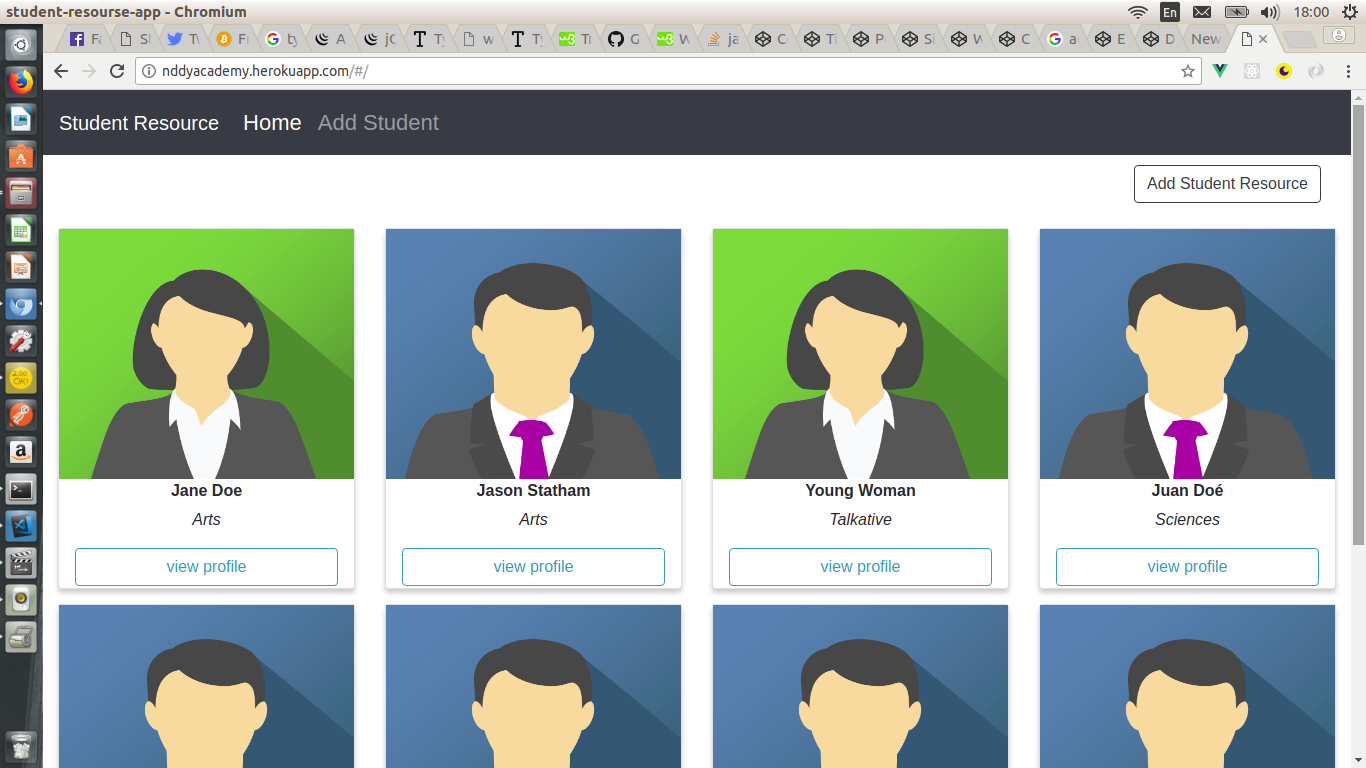 student-resourse-app - Chromium
En
18:00
Fa
Sl
Tw
Fr
ty
A
jC
Ty
w
Ty
Tr
G
W
ja
C
Tl
P
Si
W
C
a
E
D
New
nddyacademy.herokuapp.com/#/
Student Resource Home Add Student
Add Student Resource
Jane Doe
Arts
view profile
Jason Statham
Arts
view profile
Young Woman
Talkative
view profile
Juan Doé
Sciences
view profile